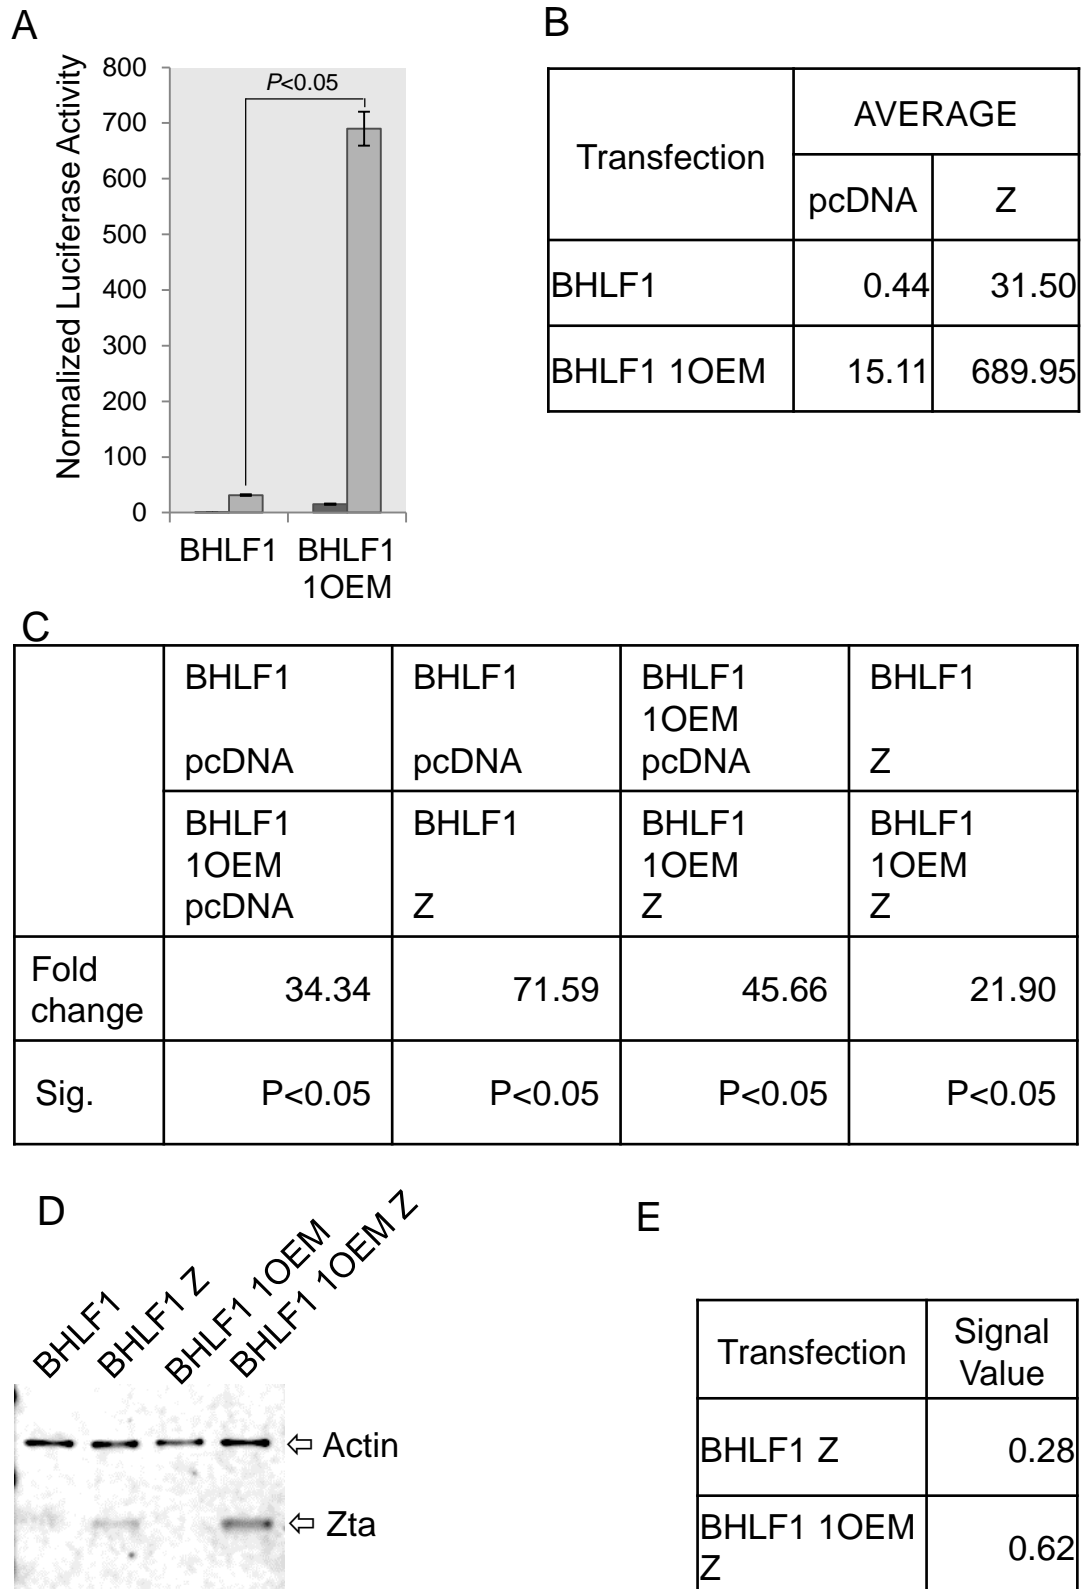 A
Normalized Luciferase Activity
800
700
600
500
400
300
200
100
0
P<0.05
BHLF1
BHLF1
1OEM
B
Transfection
AVERAGE
pcDNA
Z
BHLF1 0.44 31.50
BHLF1 1OEM 15.11 689.95
C
BHLF1
pcDNA
BHLF1
pcDNA
BHLF1
1OEM
pcDNA
BHLF1
Z
BHLF1
1OEM
pcDNA
BHLF1
Z
BHLF1
1OEM
Z
BHLF1
1OEM
Z
Fold
change
34.34 71.59 45.66 21.90
Sig. P<0.05 P<0.05 P<0.05 P<0.05
D
BHLF1
BHLF1 Z
BHLF1 1OEM
BHLF1 1OEM Z
Actin
Zta
E
Transfection
Signal
Value
BHLF1 Z 0.28
BHLF1 1OEM
Z
0.62